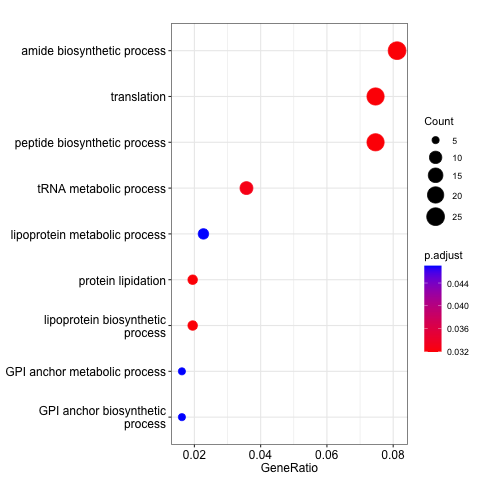 amide biosynthetic process
translation
peptide biosynthetic process
tRNA metabolic process
lipoprotein metabolic process
protein lipidation
lipoprotein biosynthetic
process
GPI anchor metabolic process
GPI anchor biosynthetic
process
0.02 0.04 0.06 0.08
GeneRatio
Count
5
10
15
20
25
p.adjust
0.044
0.040
0.036
0.032